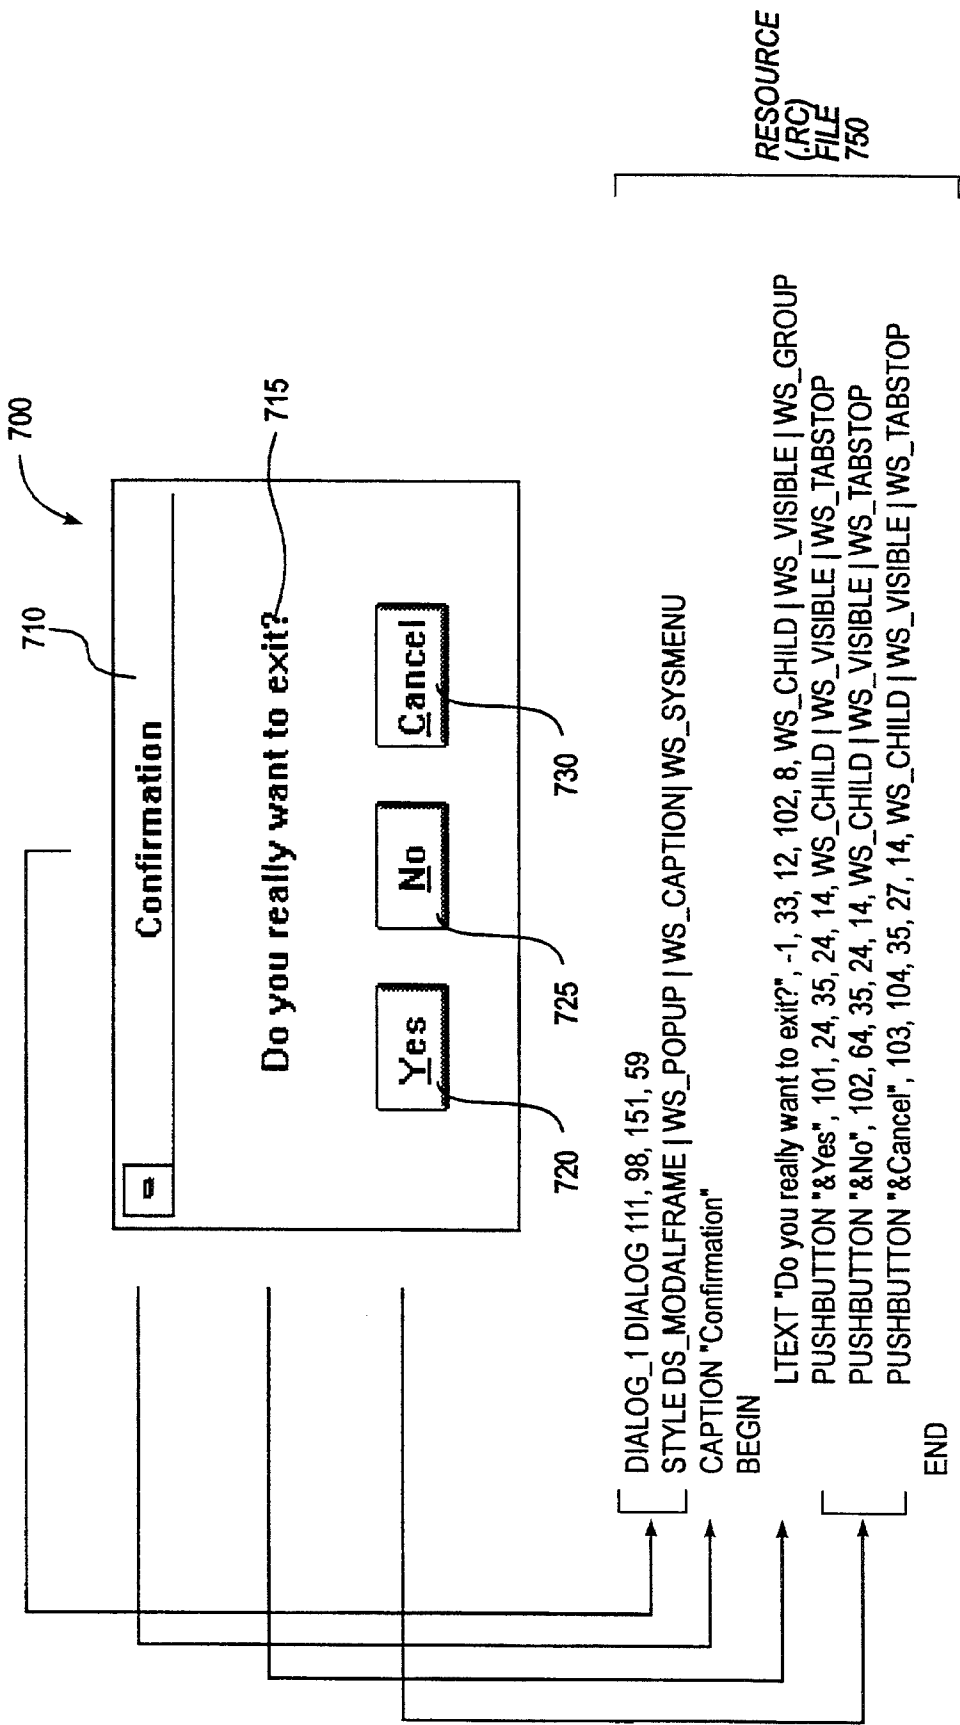 700
710
Confirmation
Do you really want to exit?
715
Yes
No
Cancel
720
725
730
DIALOG_1 DIALOG 111, 98, 151, 59
STYLE DS_MODALFRAME | WS_POPUP | WS_CAPTION| WS_SYSMENU
CAPTION "Confirmation"
BEGIN
LTEXT "Do you really want to exit?", -1, 33, 12, 102, 8, WS_CHILD | WS_VISIBLE | WS_GROUP
PUSHBUTTON "&Yes", 101, 24, 35, 24, 14, WS_CHILD | WS_VISIBLE | WS_TABSTOP
PUSHBUTTON "&No", 102, 64, 35, 24, 14, WS_CHILD | WS_VISIBLE | WS_TABSTOP
PUSHBUTTON "&Cancel", 103, 104, 35, 27, 14, WS_CHILD | WS_VISIBLE | WS_TABSTOP
END
RESOURCE
(.RC)
FILE
750